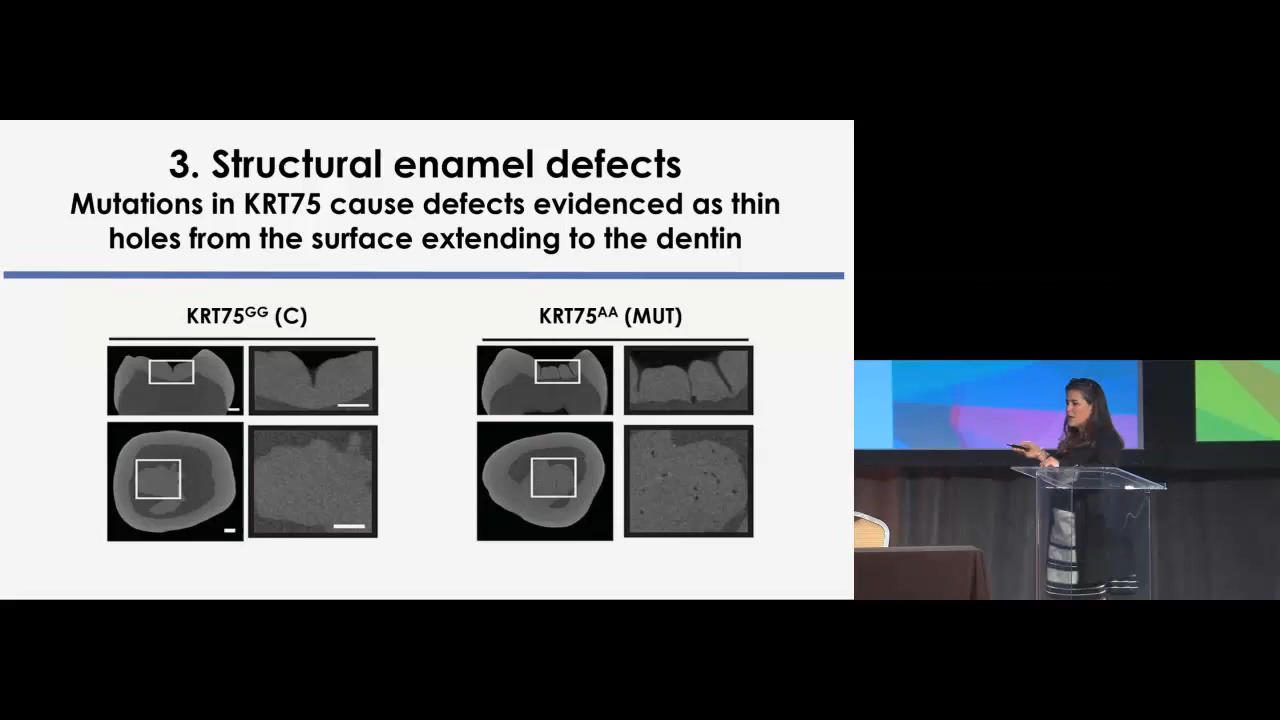 3. Structural enamel defects
Mutations in KRT75 cause defects evidenced as thin
holes from the surface extending to the dentin
KRT75ᴳᴳ (C)
KRT75ᴬᴬ (MUT)